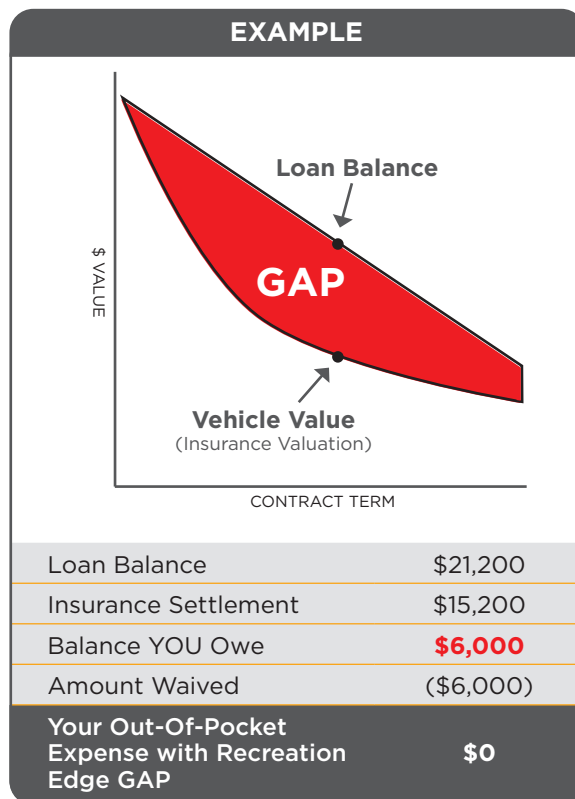 EXAMPLE
Loan Balance
GAP
$ VALUE
Vehicle Value
(Insurance Valuation)
CONTRACT TERM
Loan Balance $21,200
Insurance Settlement $15,200
Balance YOU Owe $6,000
Amount Waived ($6,000)
Your Out-Of-Pocket
Expense with Recreation $0
Edge GAP